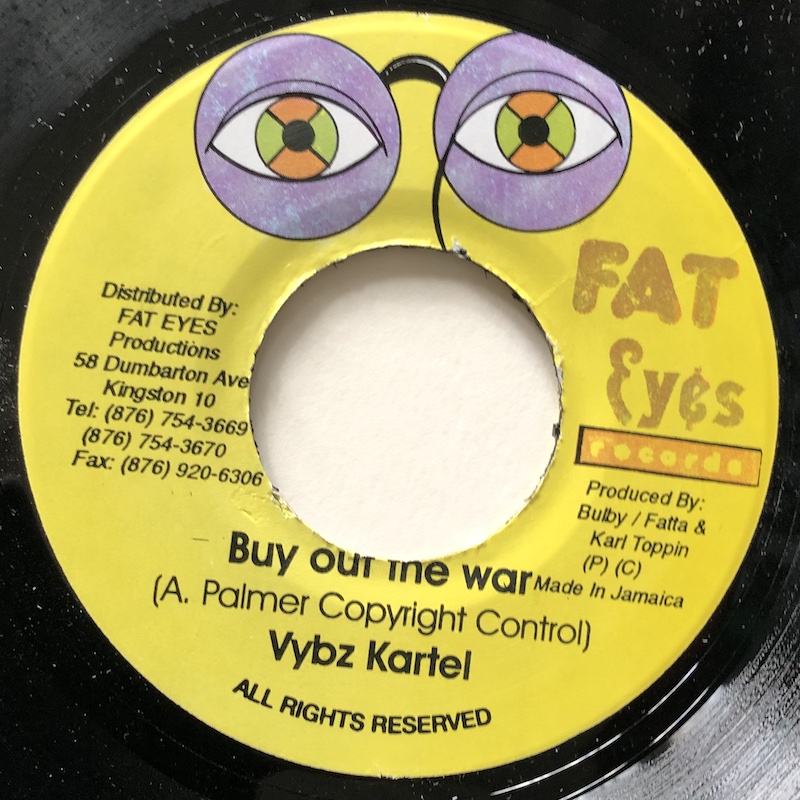 FAT
Eyes
records
Distributed By:
FAT EYES
Productions
58 Dumbarton Ave
Kingston 10
Tel: (876) 754-3669
(876) 754-3670
Fax: (876) 920-6306
Produced By:
Bulby / Fatta &
Karl Toppin
(P) (C)
Made In Jamaica
Buy out the war
(A. Palmer Copyright Control)
Vybz Kartel
ALL RIGHTS RESERVED